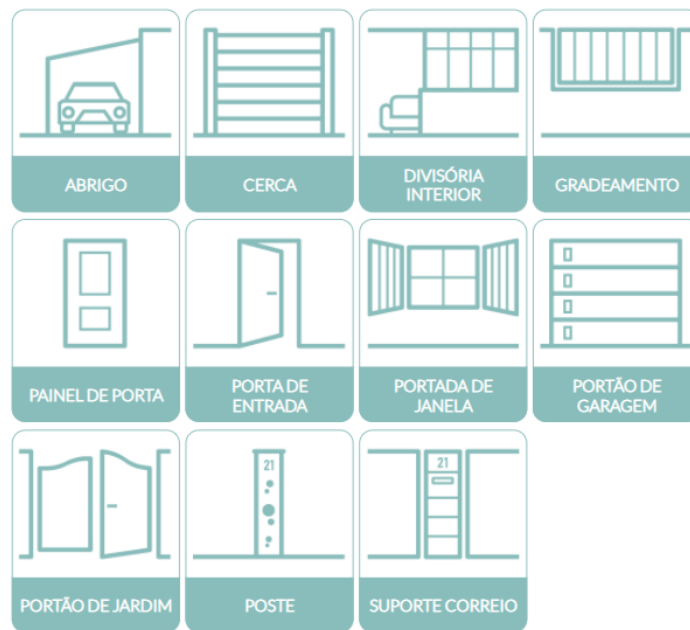 ABRIGO
CERCA
DIVISÓRIA
INTERIOR
GRADEAMENTO
PAINEL DE PORTA
PORTA DE
ENTRADA
PORTADA DE
JANELA
PORTÃO DE
GARAGEM
PORTÃO DE JARDIM
21
POSTE
21
SUPORTE CORREIO